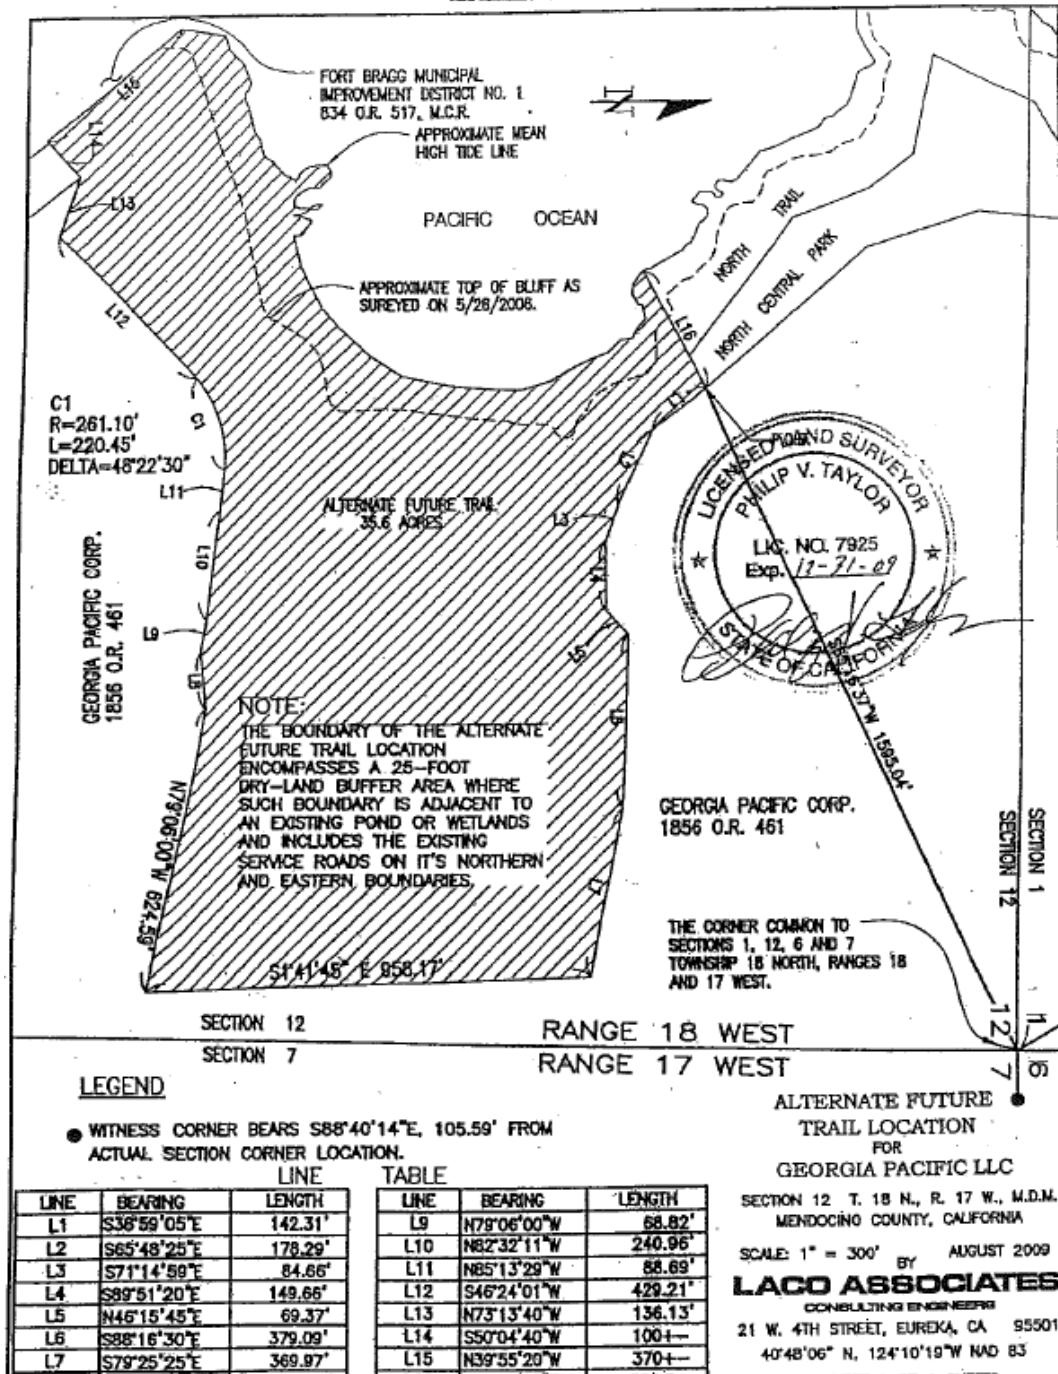 FORT BRAGG MUNICIPAL
IMPROVEMENT DISTRICT NO. 1
834 O.R. 517, M.C.R.
APPROXIMATE MEAN
HIGH TIDE LINE
N
PACIFIC OCEAN
NORTH TRAIL
NORTH CENTRAL PARK
APPROXIMATE TOP OF BLUFF AS
SUREYED ON 5/26/2006.
L15
L14
L13
L12
L16
L1
C1
R=261.10'
L=220.45'
DELTA=48°22'30"
C1
L11
L10
L9
L8
ALTERNATE FUTURE TRAIL
35.6 ACRES
L3
L4
L5
L6
L7
LICENSED LAND SURVEYOR
PHILIP V. TAYLOR
LIC. NO. 7925
Exp. 12-31-09
STATE OF CALIFORNIA
GEORGIA PACIFIC CORP.
1856 O.R. 461
NOTE:
THE BOUNDARY OF THE ALTERNATE
FUTURE TRAIL LOCATION
ENCOMPASSES A 25-FOOT
DRY-LAND BUFFER AREA WHERE
SUCH BOUNDARY IS ADJACENT TO
AN EXISTING POND OR WETLANDS
AND INCLUDES THE EXISTING
SERVICE ROADS ON IT'S NORTHERN
AND EASTERN BOUNDARIES.
N79°06'00"W 624.59'
S1°41'45" E 958.17'
37"W 1595.04'
GEORGIA PACIFIC CORP.
1856 O.R. 461
SECTION 12
SECTION 1
THE CORNER COMMON TO
SECTIONS 1, 12, 6 AND 7
TOWNSHIP 18 NORTH, RANGES 18
AND 17 WEST.
SECTION 12
RANGE 18 WEST
12
1
SECTION 7
RANGE 17 WEST
7
6
LEGEND
WITNESS CORNER BEARS S88°40'14"E, 105.59' FROM
ACTUAL SECTION CORNER LOCATION.
LINE TABLE
LINE BEARING LENGTH
L1 S38°59'05"E 142.31'
L2 S65°48'25"E 178.29'
L3 S71°14'59"E 84.66'
L4 S89°51'20"E 149.66'
L5 N46°15'45"E 69.37'
L6 S88°16'30"E 379.09'
L7 S79°25'25"E 369.97'
LINE BEARING LENGTH
L9 N79°06'00"W 68.82'
L10 N82°32'11"W 240.96'
L11 N85°13'29"W 88.69'
L12 S46°24'01"W 429.21'
L13 N73°13'40"W 136.13'
L14 S50°04'40"W 100+-
L15 N39°55'20"W 370+-
ALTERNATE FUTURE
TRAIL LOCATION
FOR
GEORGIA PACIFIC LLC
SECTION 12 T. 18 N., R. 17 W., M.D.M.
MENDOCINO COUNTY, CALIFORNIA
SCALE: 1" = 300' BY AUGUST 2009
LACO ASSOCIATES
CONSULTING ENGINEERS
21 W. 4TH STREET, EUREKA, CA 95501
40°48'06" N, 124°10'19"W NAD 83